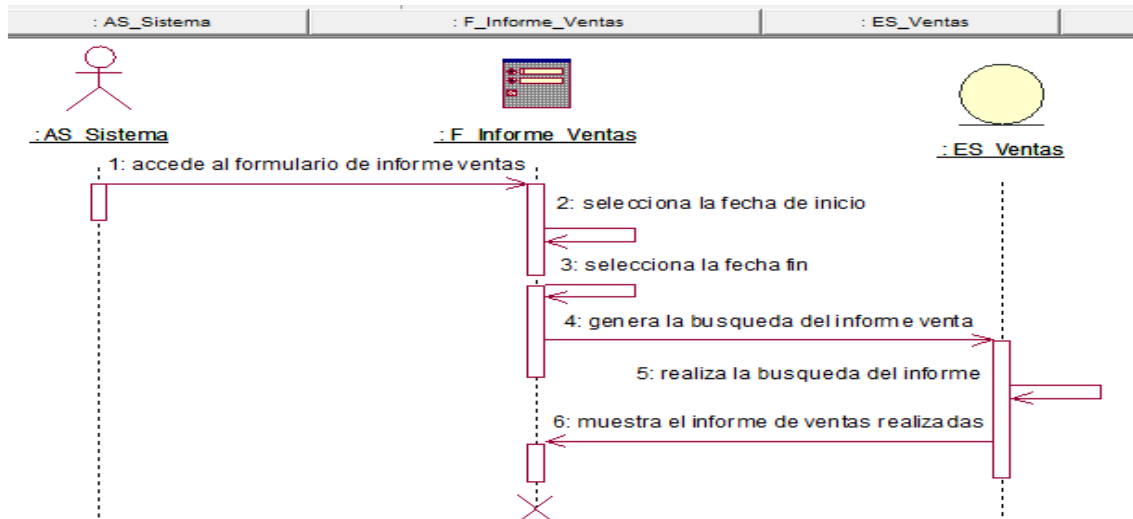 : AS_Sistema
: F_Informe_Ventas
: ES_Ventas
: AS_Sistema
: F_Informe_Ventas
: ES_Ventas
1: accede al formulario de informe ventas
2: selecciona la fecha de inicio
3: selecciona la fecha fin
4: genera la busqueda del informe venta
5: realiza la busqueda del informe
6: muestra el informe de ventas realizadas